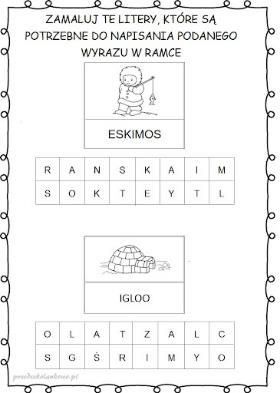 ZAMALUJ TE LITERY, KTÓRE SĄ
POTRZEBNE DO NAPISANIA PODANEGO
WYRAZU W RAMCE
ESKIMOS
R A N S K A I M
S O K T E Y T L
IGLOO
O L A T Z A L C
S G Ś R I M Y O
przedszkolankowo.pl